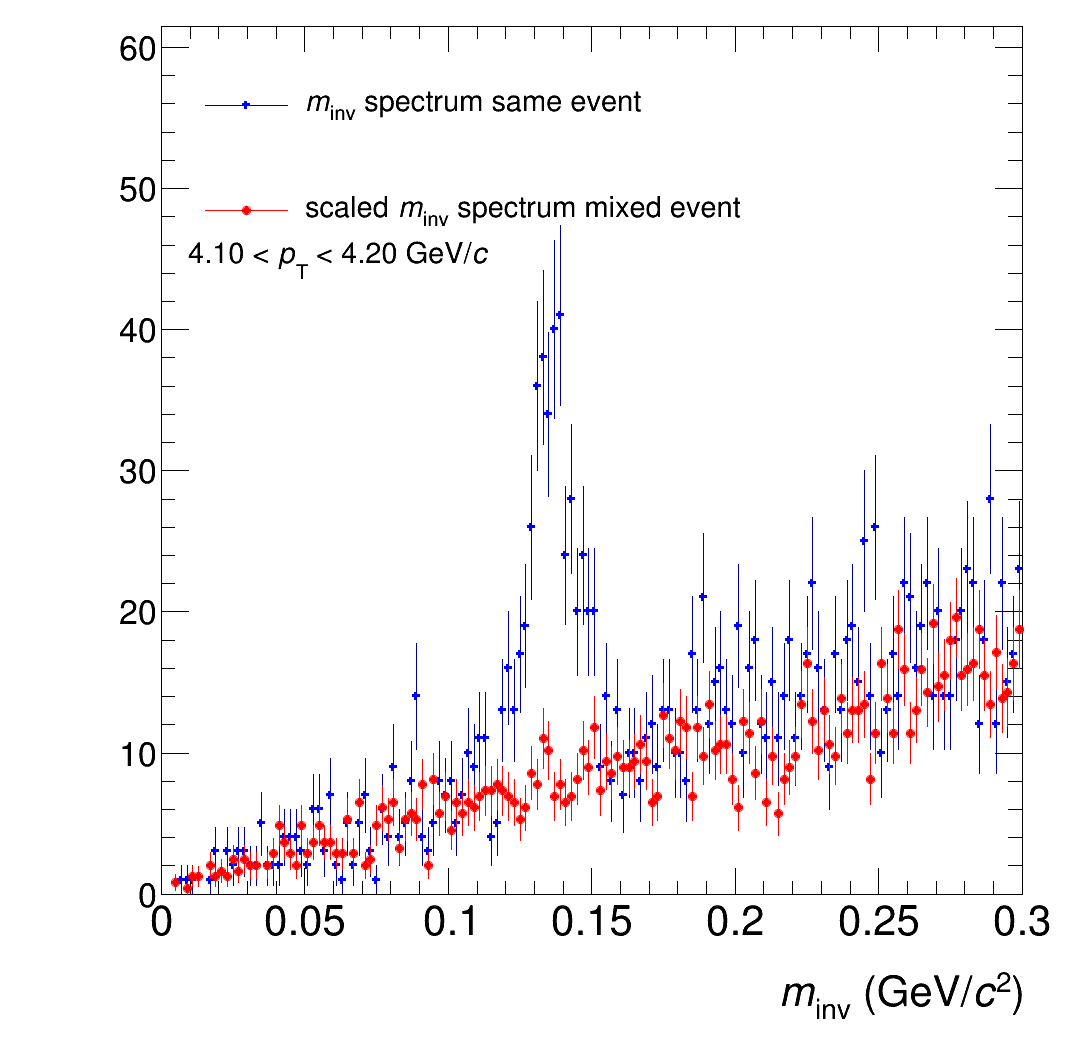 60
m_inv spectrum same event
50
scaled m_inv spectrum mixed event
4.10 < p_T < 4.20 GeV/c
40
30
20
10
0
0 0.05 0.1 0.15 0.2 0.25 0.3
m_inv (GeV/c²)